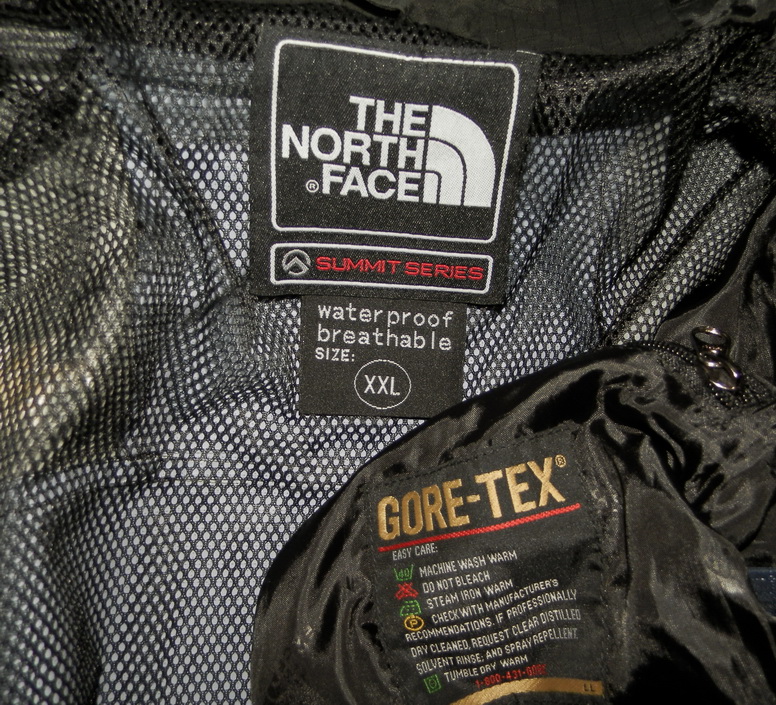 THE
NORTH
® FACE
SUMMIT SERIES
waterproof
breathable
SIZE:
XXL
GORE-TEX®
EASY CARE:
MACHINE WASH WARM
DO NOT BLEACH
STEAM IRON WARM
CHECK WITH MANUFACTURER'S
RECOMMENDATIONS. IF PROFESSIONALLY
DRY CLEANED, REQUEST CLEAR DISTILLED
SOLVENT RINSE; AND SPRAY REPELLENT.
TUMBLE DRY WARM